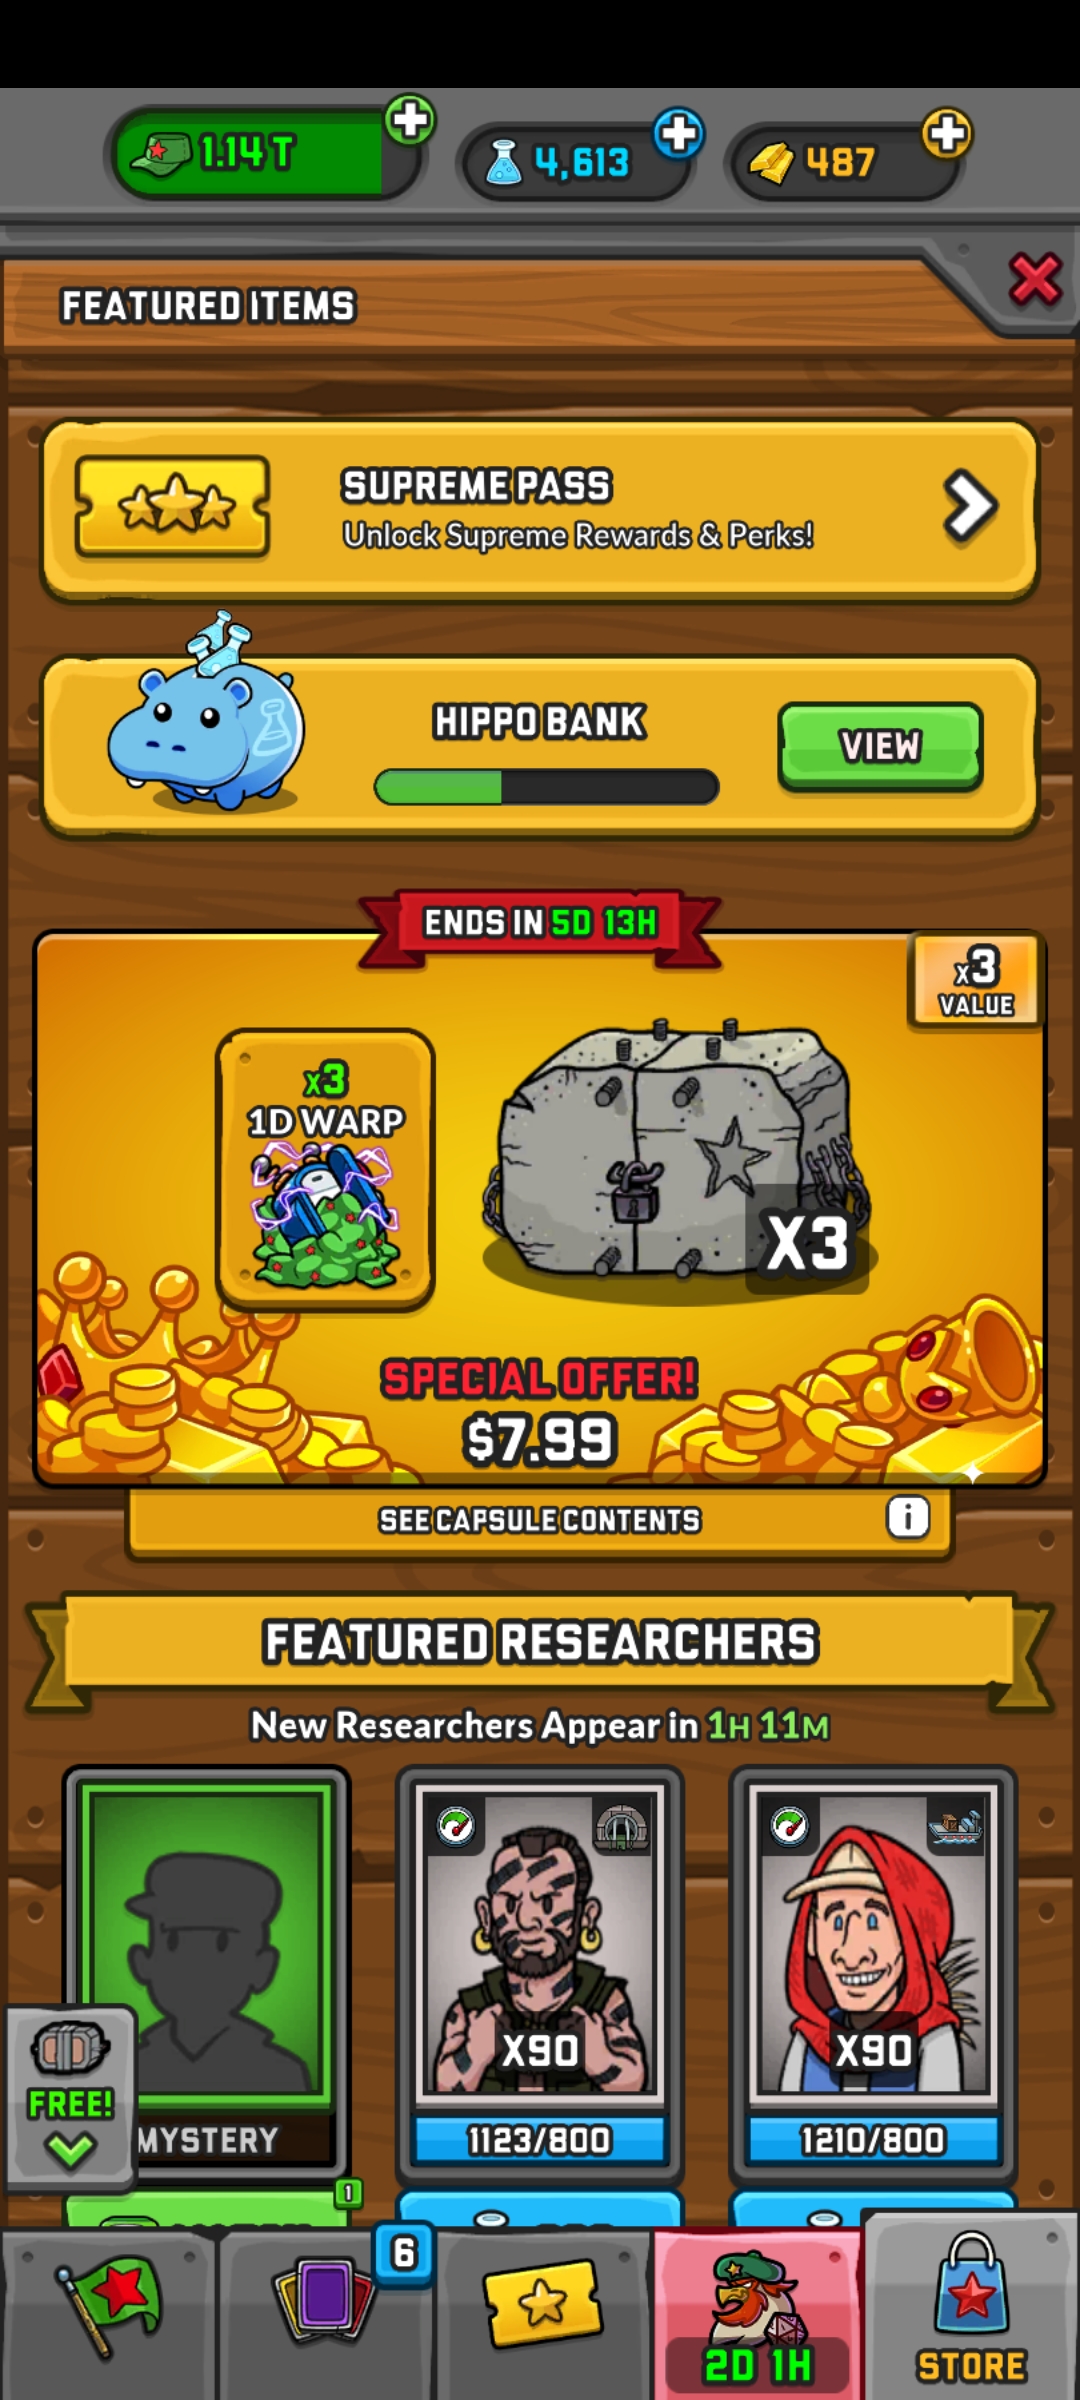 1.14 T
4,613
487
FEATURED ITEMS
SUPREME PASS
Unlock Supreme Rewards & Perks!
HIPPO BANK
VIEW
ENDS IN 5D 13H
x3
VALUE
x3
1D WARP
X3
SPECIAL OFFER!
$7.99
SEE CAPSULE CONTENTS
i
FEATURED RESEARCHERS
New Researchers Appear in 1H 11M
X90
X90
FREE!
MYSTERY
1123/800
1210/800
1
6
2D 1H
STORE